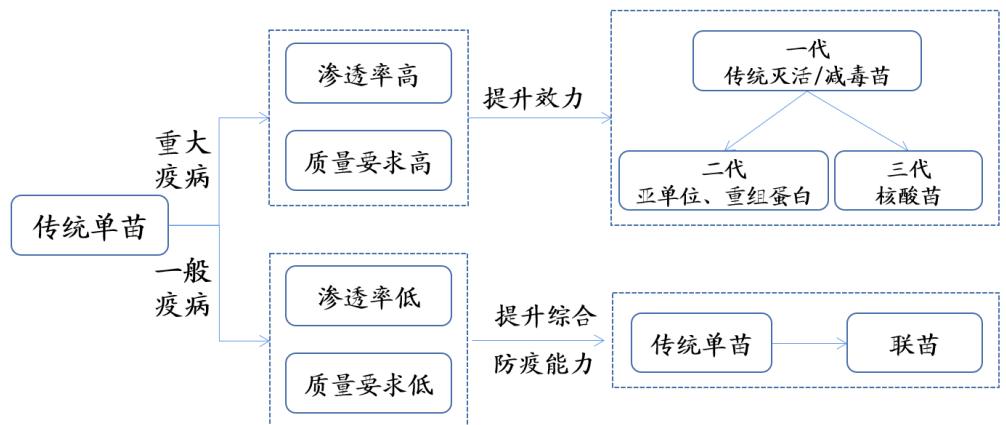 传统单苗
重大
疫病
渗透率高
质量要求高
提升效力
一代
传统灭活/减毒苗
二代
亚单位、重组蛋白
三代
核酸苗
一般
疫病
渗透率低
质量要求低
提升综合
防疫能力
传统单苗
联苗